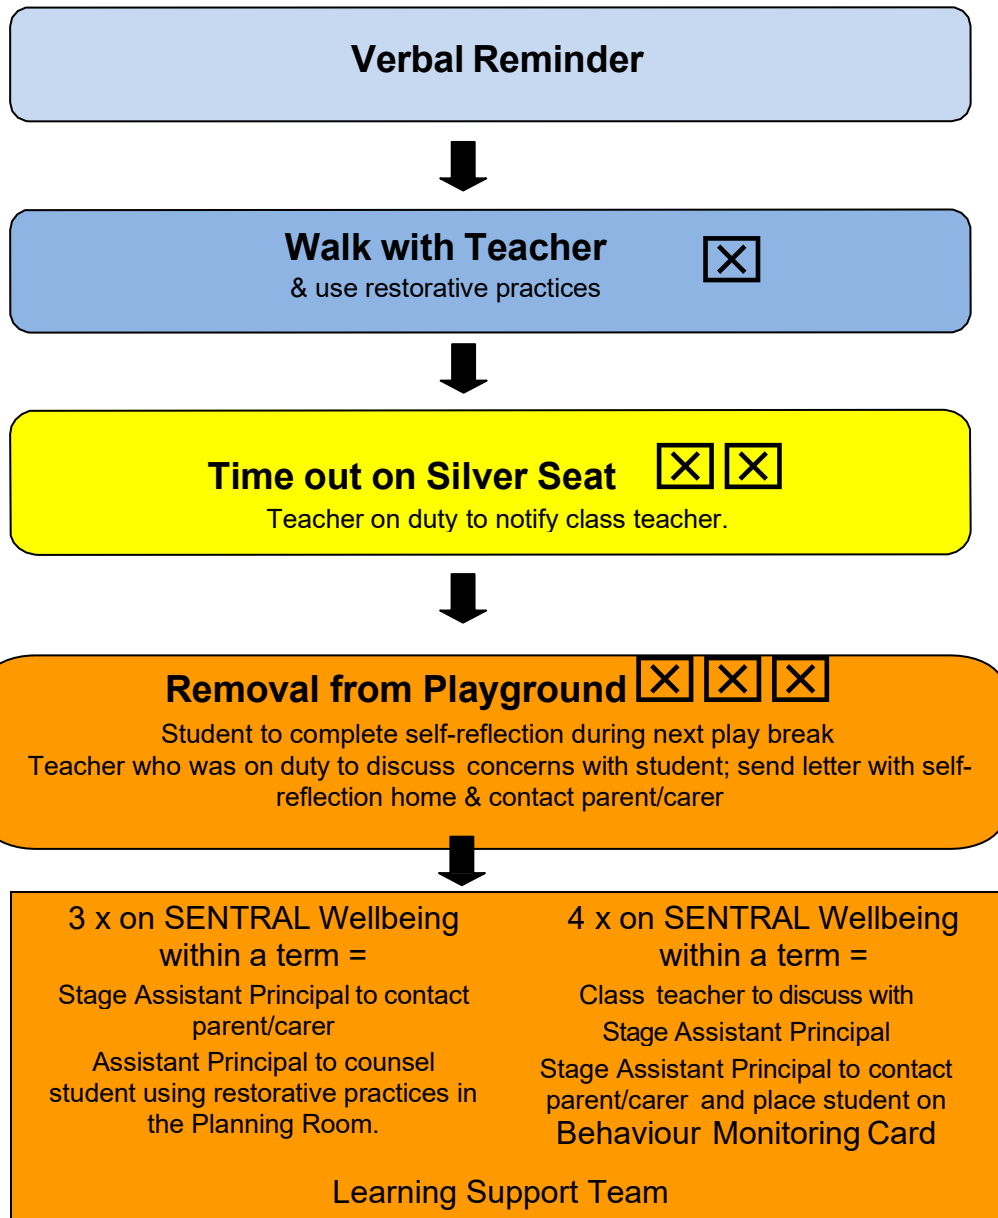 Verbal Reminder
Walk with Teacher
& use restorative practices
Time out on Silver Seat
Teacher on duty to notify class teacher.
Removal from Playground
Student to complete self-reflection during next play break
Teacher who was on duty to discuss concerns with student; send letter with self-
reflection home & contact parent/carer
3 x on SENTRAL Wellbeing
within a term =
Stage Assistant Principal to contact
parent/carer
Assistant Principal to counsel
student using restorative practices in
the Planning Room.
4 x on SENTRAL Wellbeing
within a term =
Class teacher to discuss with
Stage Assistant Principal
Stage Assistant Principal to contact
parent/carer and place student on
Behaviour Monitoring Card
Learning Support Team